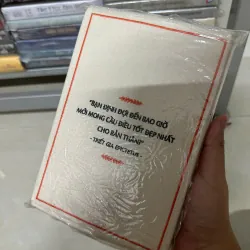 "BẠN ĐỊNH ĐỢI ĐẾN BAO GIỜ
MỚI MONG CẦU ĐIỀU TỐT ĐẸP NHẤT
CHO BẢN THÂN?"
- TRIẾT GIA EPICTETUS -